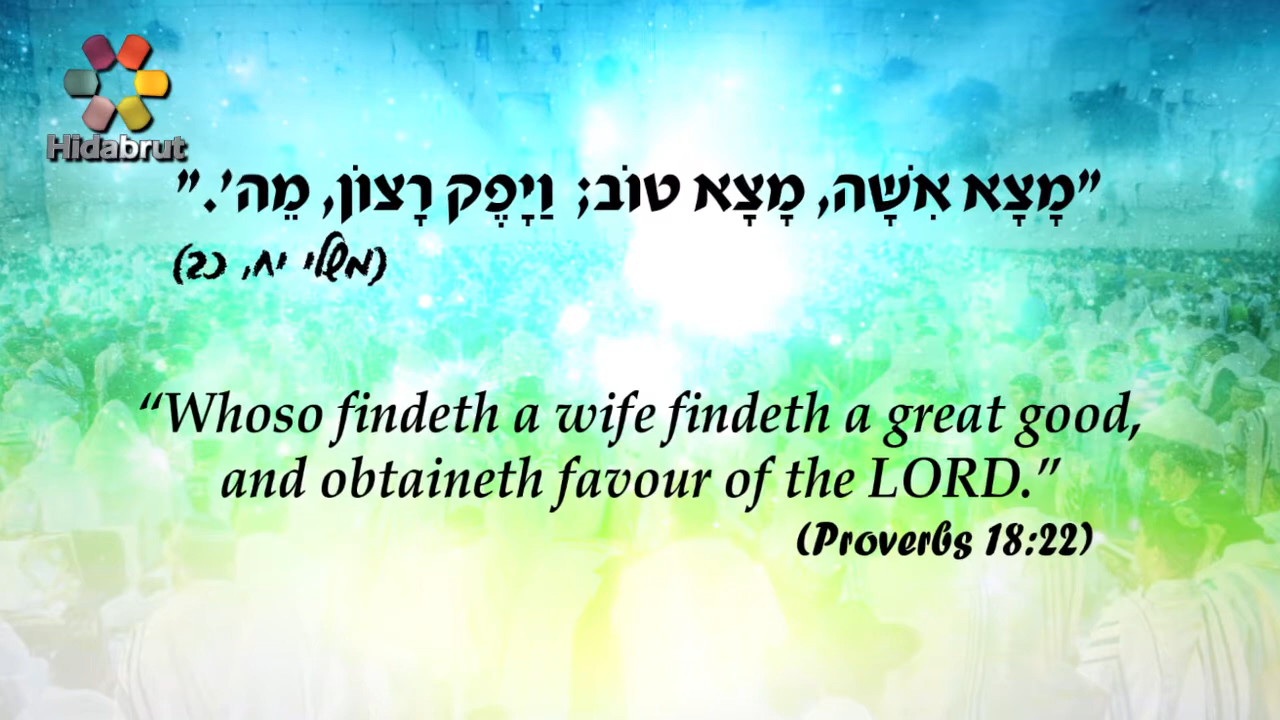 Hidabrut
"מָצָא אִשָּׁה, מָצָא טוֹב; וַיָּפֶק רָצוֹן, מֵה'."
(משלי יח, כב)
“Whoso findeth a wife findeth a great good,
and obtaineth favour of the LORD.”
(Proverbs 18:22)